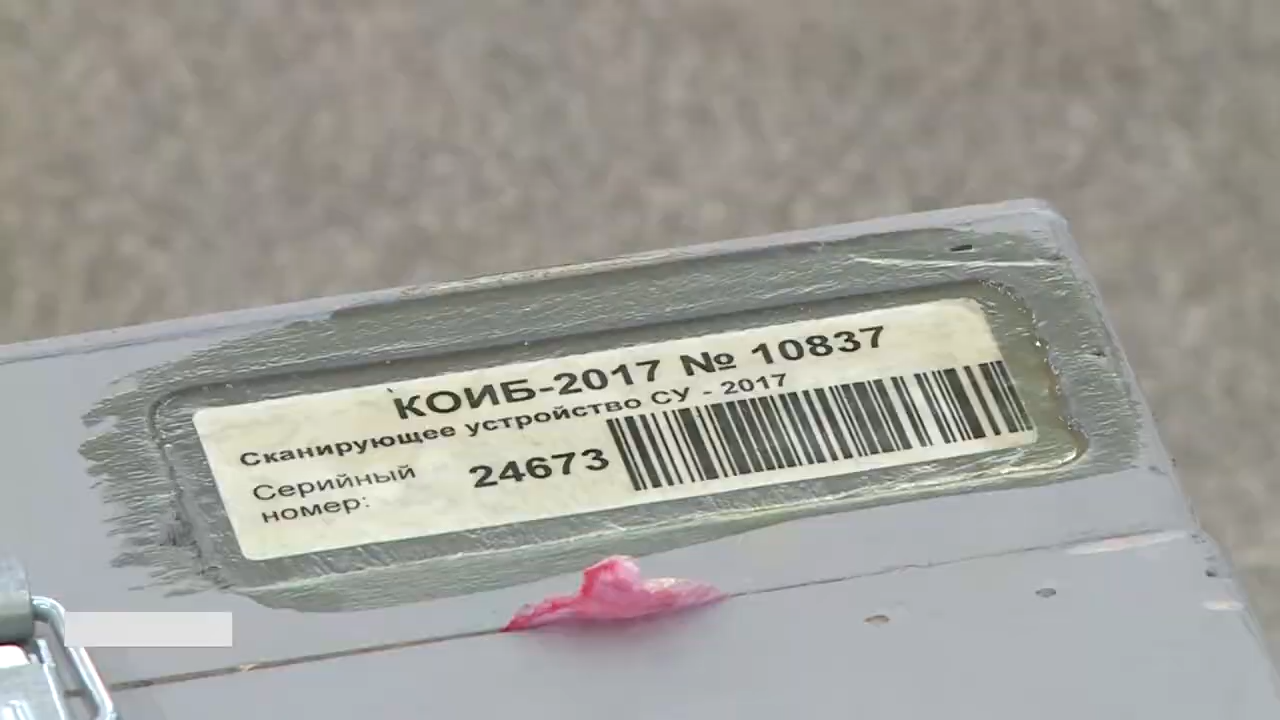 КОИБ-2017 № 10837
Сканирующее устройство СУ - 2017
Серийный
номер:
24673